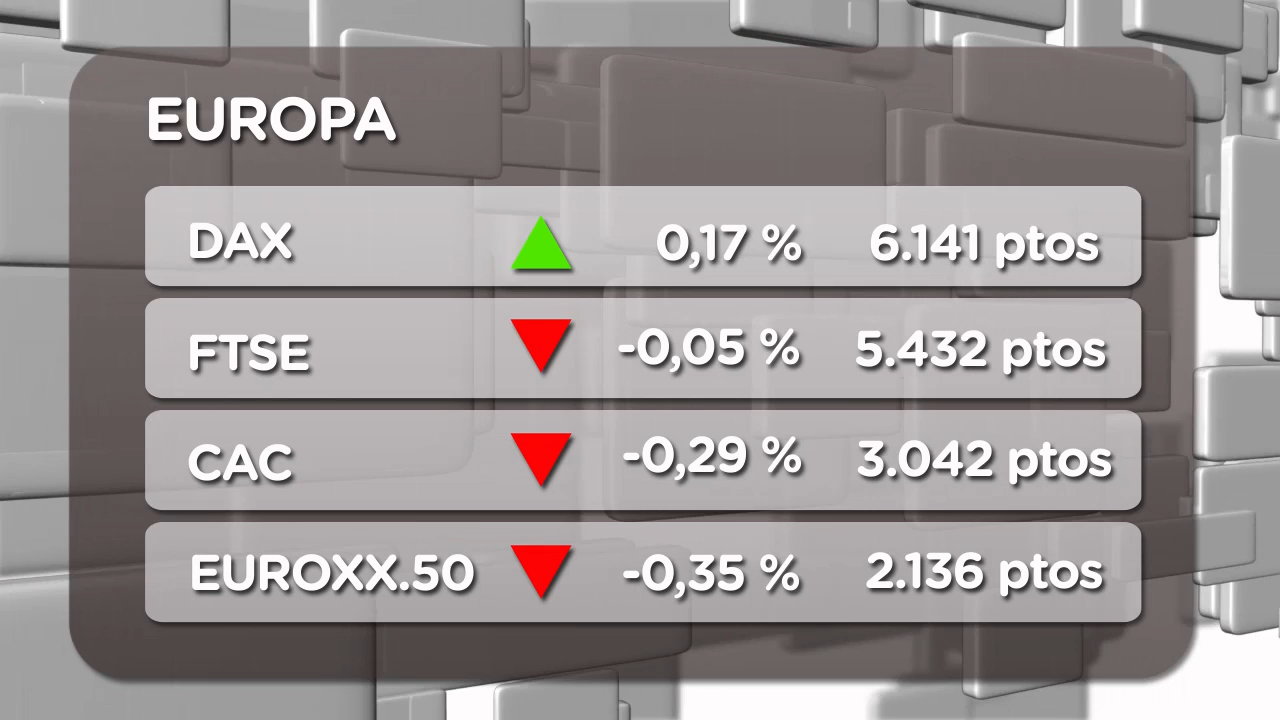 EUROPA
DAX 0,17 % 6.141 ptos
FTSE -0,05 % 5.432 ptos
CAC -0,29 % 3.042 ptos
EUROXX.50 -0,35 % 2.136 ptos